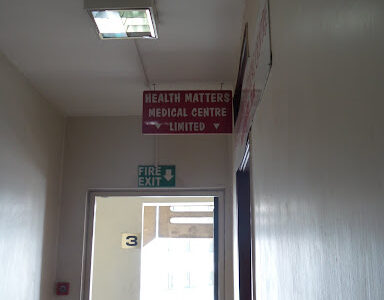 HEALTH MATTERS
MEDICAL CENTRE
LIMITED
FIRE
EXIT
3